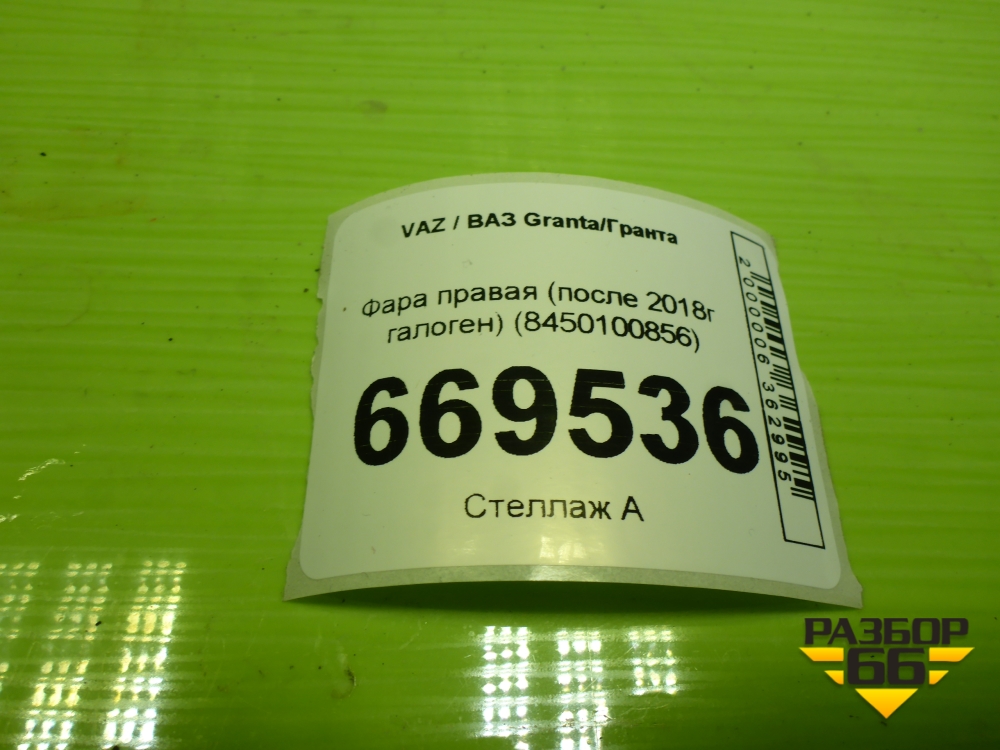 VAZ / ВАЗ Granta/Гранта
Фара правая (после 2018г
галоген) (8450100856)
669536
Стеллаж А
2000006362995
РАЗБОР
66